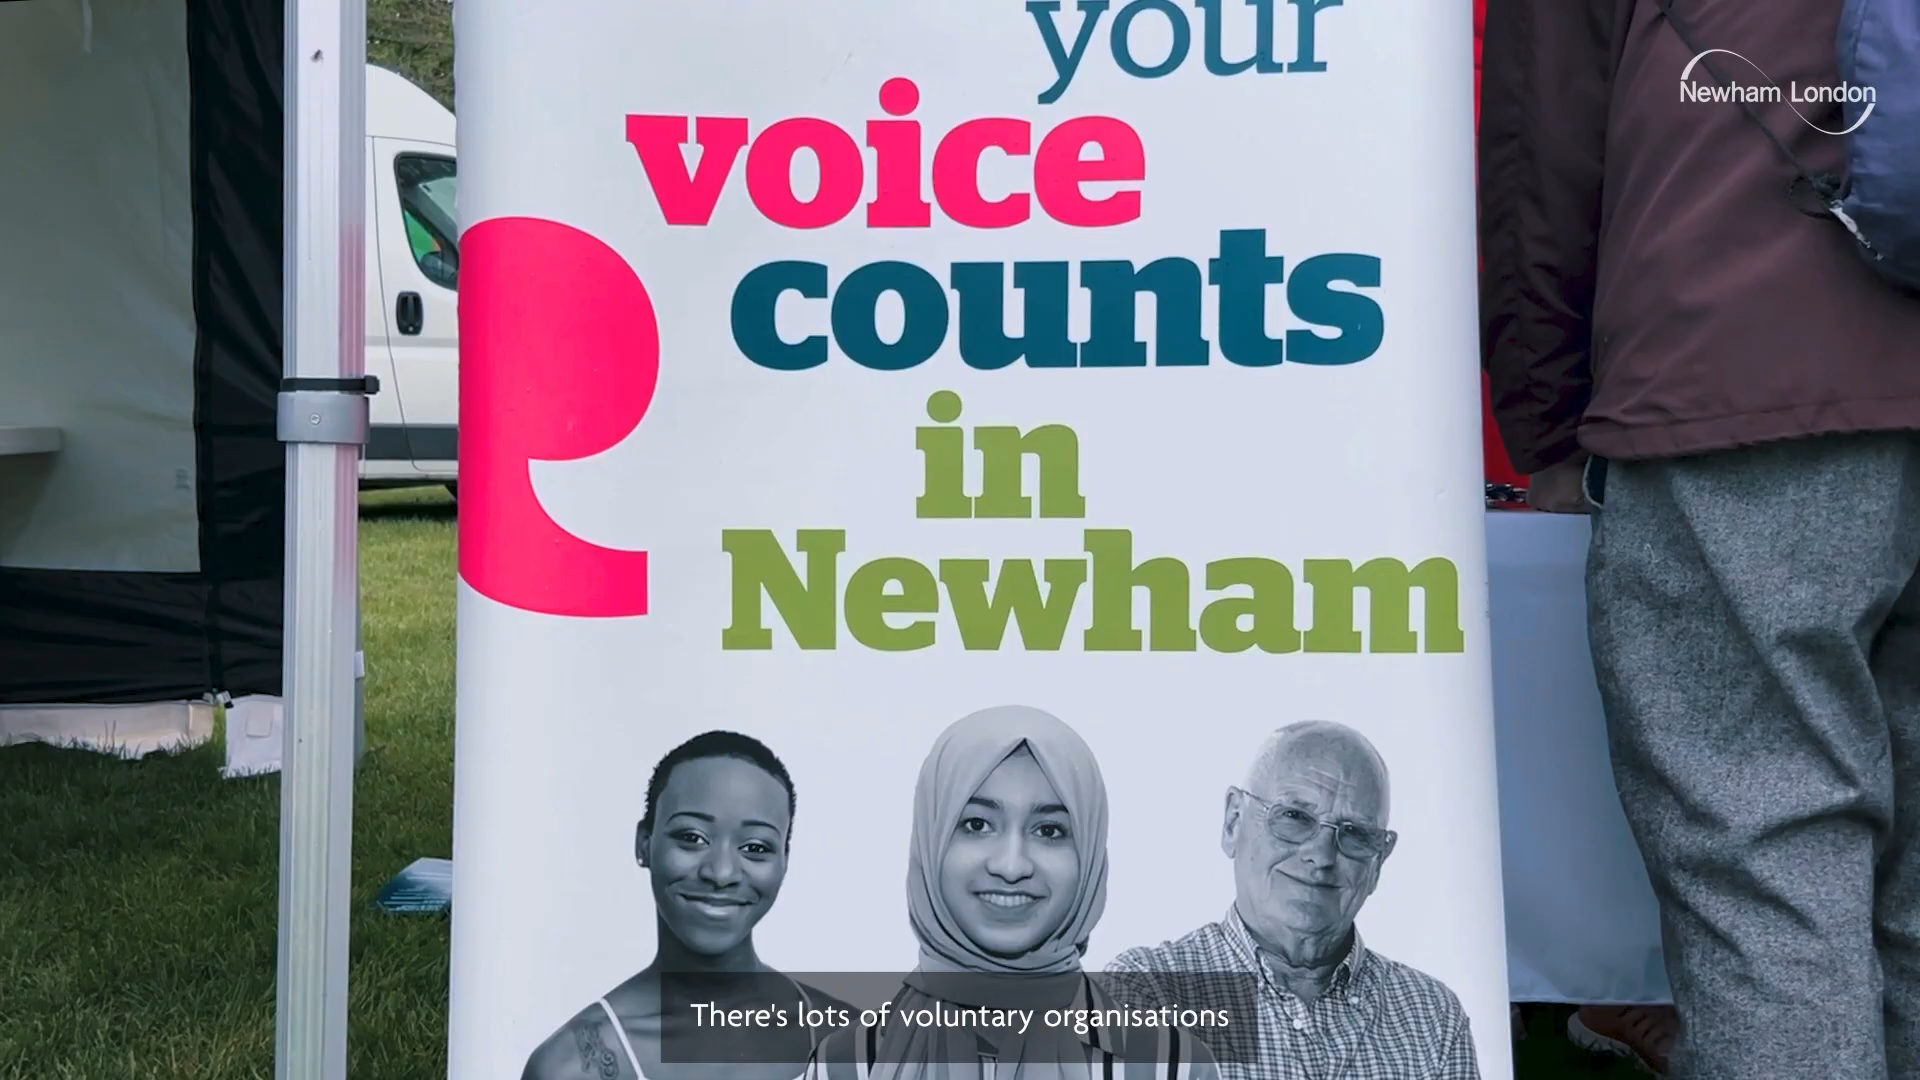 your
Newham London
voice
counts
in
Newham
There's lots of voluntary organisations